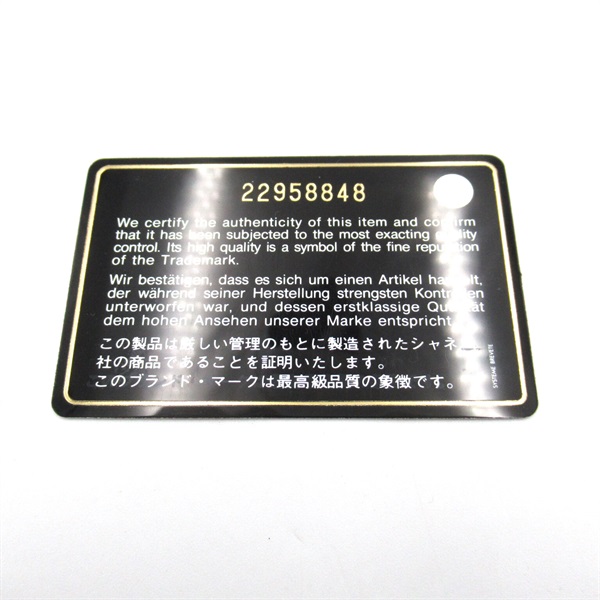 22958848
We certify the authenticity of this item and confirm
that it has been subjected to the most exacting quality
control. Its high quality is a symbol of the fine reputation
of the Trademark.
Wir bestätigen, dass es sich um einen Artikel handelt,
der während seiner Herstellung strengsten Kontrollen
unterworfen war, und dessen erstklassige Qualität
dem hohen Ansehen unserer Marke entspricht.
この製品は厳しい管理のもとに製造されたシャネル
社の商品であることを証明いたします。
このブランド・マークは最高級品質の象徴です。
SYSTEME BREVETE